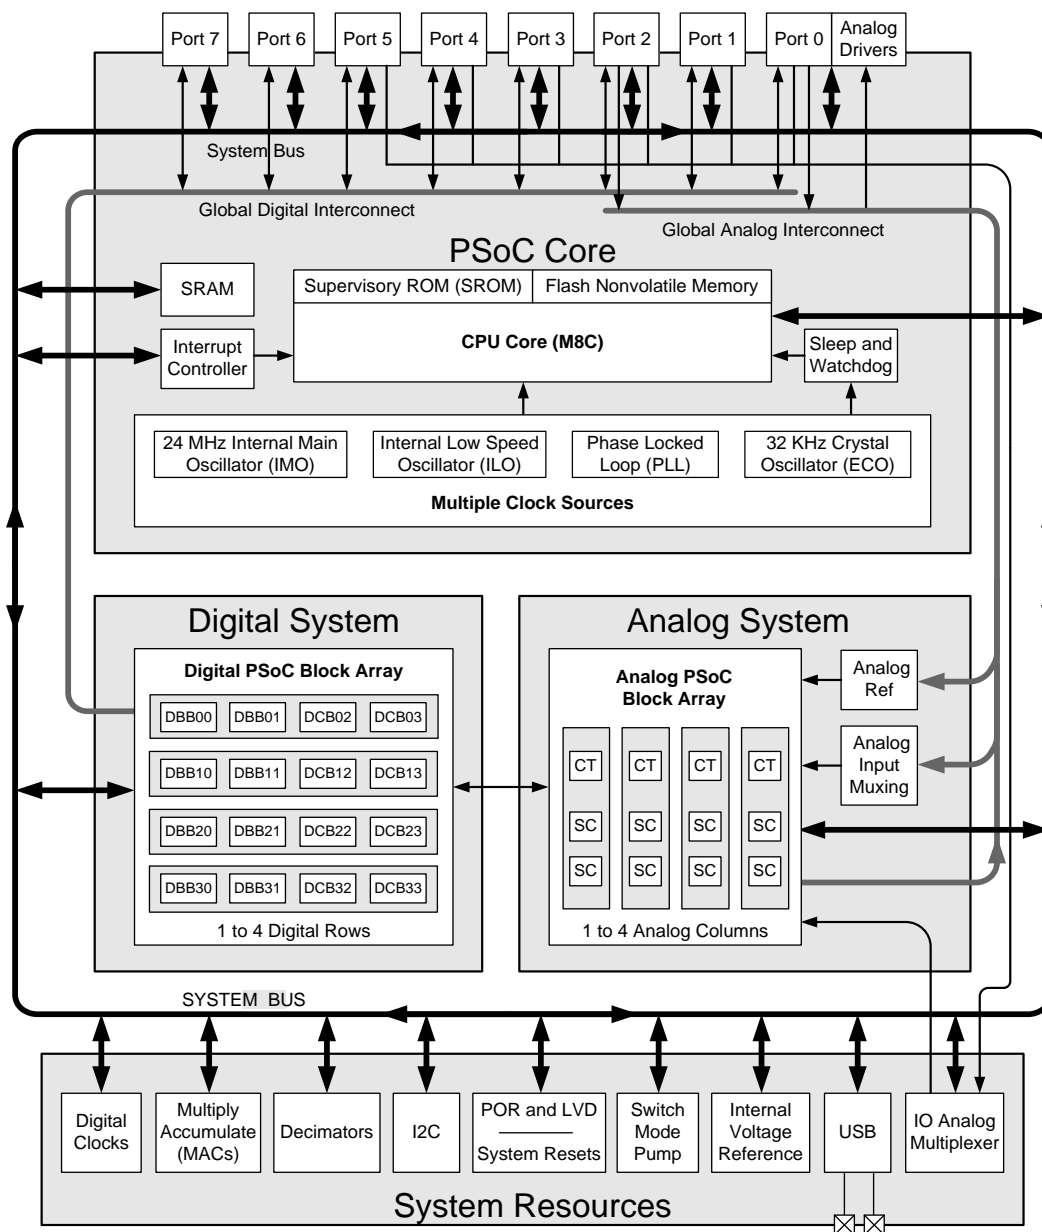 Port 7 Port 6 Port 5 Port 4 Port 3 Port 2 Port 1 Port 0 Analog
Drivers
System Bus
Global Digital Interconnect
Global Analog Interconnect
PSoC Core
SRAM
Supervisory ROM (SROM) Flash Nonvolatile Memory
CPU Core (M8C)
Interrupt
Controller
Sleep and
Watchdog
24 MHz Internal Main
Oscillator (IMO)
Internal Low Speed
Oscillator (ILO)
Phase Locked
Loop (PLL)
32 KHz Crystal
Oscillator (ECO)
Multiple Clock Sources
Digital System
Digital PSoC Block Array
DBB00 DBB01 DCB02 DCB03
DBB10 DBB11 DCB12 DCB13
DBB20 DBB21 DCB22 DCB23
DBB30 DBB31 DCB32 DCB33
1 to 4 Digital Rows
Analog System
Analog PSoC
Block Array
CT CT CT CT
SC SC SC SC
SC SC SC SC
1 to 4 Analog Columns
Analog
Ref
Analog
Input
Muxing
SYSTEM BUS
Digital
Clocks
Multiply
Accumulate
(MACs)
Decimators
I2C
POR and LVD
System Resets
Switch
Mode
Pump
Internal
Voltage
Reference
USB
IO Analog
Multiplexer
System Resources